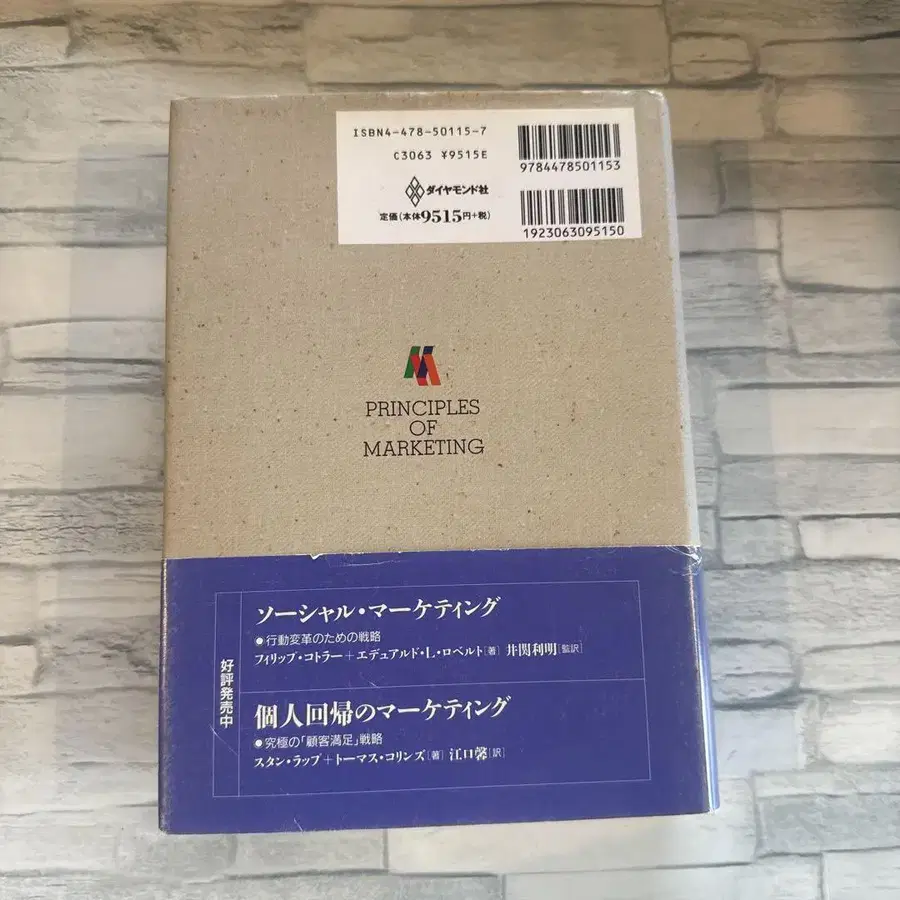 ISBN4-478-50115-7
C3063 ¥9515E
ダイヤモンド社
定価(本体9515円+税)
9784478501153
1923063095150
PRINCIPLES
OF
MARKETING
好評発売中
ソーシャル・マーケティング
●行動変革のための戦略
フィリップ・コトラー+エデュアルド・L・ロベルト[著] 井関利明[監訳]
個人回帰のマーケティング
●究極の「顧客満足」戦略
スタン・ラップ+トーマス・コリンズ[著] 江口馨[訳]